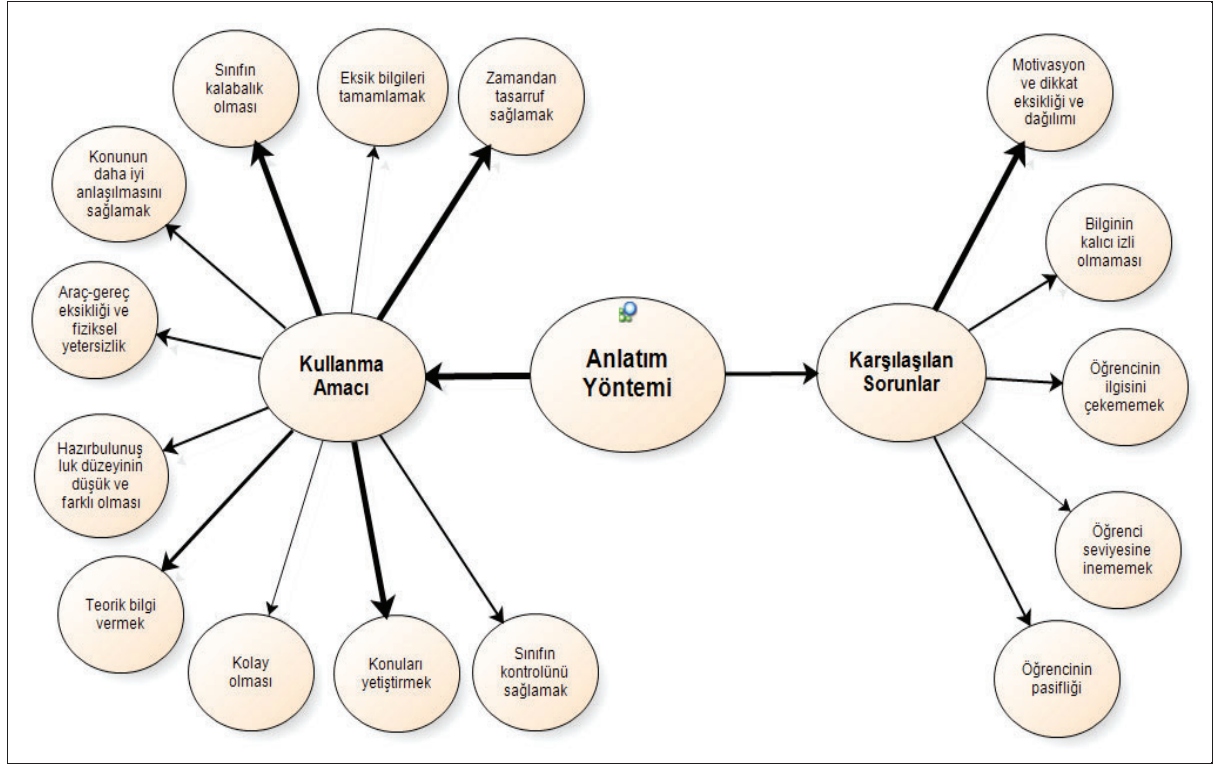 Sınıfın
kalabalık
olması
Eksik bilgileri
tamamlamak
Zamandan
tasarruf
sağlamak
Motivasyon
ve dikkat
eksikliği ve
dağılımı
Konunun
daha iyi
anlaşılmasını
sağlamak
Bilginin
kalıcı izli
olmaması
Araç-gereç
eksikliği ve
fiziksel
yetersizlik
Kullanma
Amacı
Anlatım
Yöntemi
Karşılaşılan
Sorunlar
Öğrencinin
ilgisini
çekememek
Hazırbulunuş
luk düzeyinin
düşük ve
farklı olması
Öğrenci
seviyesine
inememek
Teorik bilgi
vermek
Kolay
olması
Konuları
yetiştirmek
Sınıfın
kontrolünü
sağlamak
Öğrencinin
pasifliği